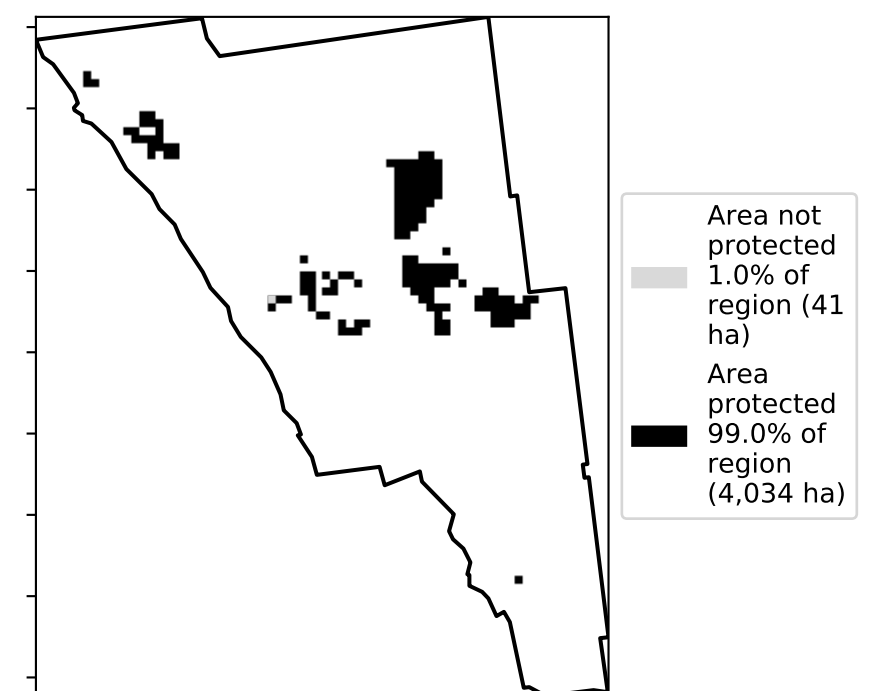 Area not
protected
1.0% of
region (41
ha)
Area
protected
99.0% of
region
(4,034 ha)